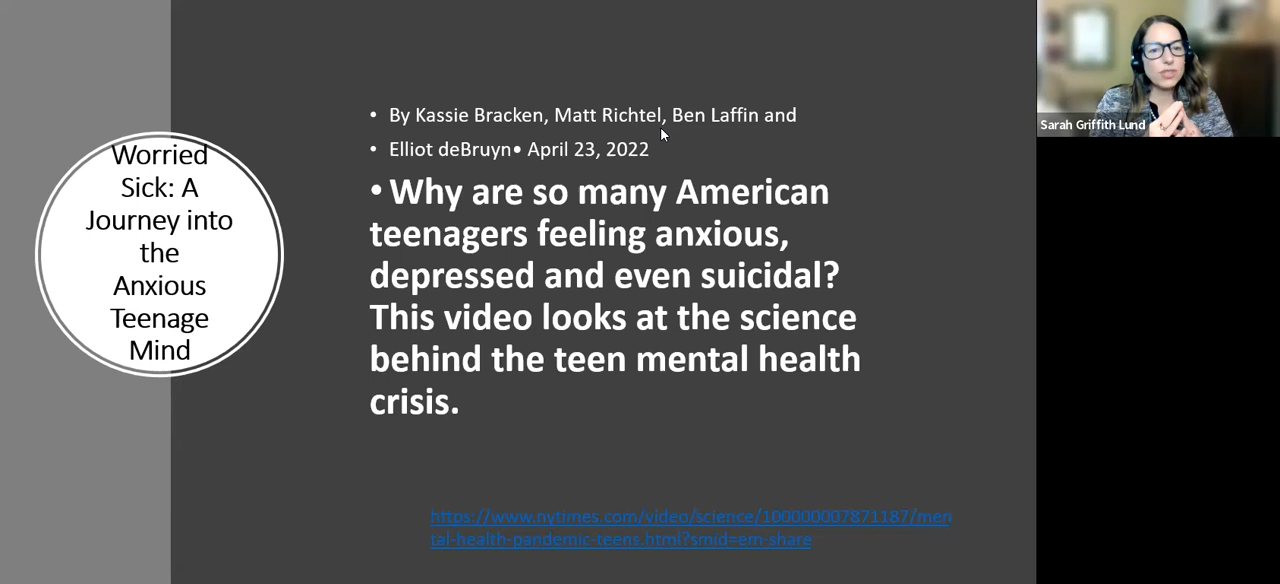 Worried
Sick: A
Journey into
the
Anxious
Teenage
Mind
• By Kassie Bracken, Matt Richtel, Ben Laffin and
• Elliot deBruyn• April 23, 2022
• Why are so many American
teenagers feeling anxious,
depressed and even suicidal?
This video looks at the science
behind the teen mental health
crisis.
https://www.nytimes.com/video/science/100000007871187/men
tal-health-pandemic-teens.html?smid=em-share
Sarah Griffith Lund